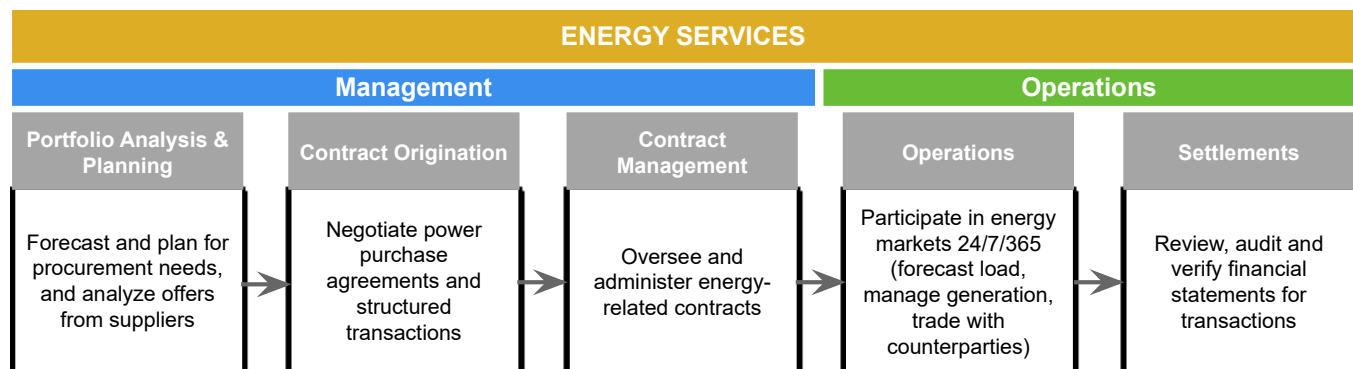 ENERGY SERVICES
Management
Operations
Portfolio Analysis &
Planning
Contract Origination
Contract
Management
Operations
Settlements
Forecast and plan for
procurement needs,
and analyze offers
from suppliers
Negotiate power
purchase
agreements and
structured
transactions
Oversee and
administer energy-
related contracts
Participate in energy
markets 24/7/365
(forecast load,
manage generation,
trade with
counterparties)
Review, audit and
verify financial
statements for
transactions